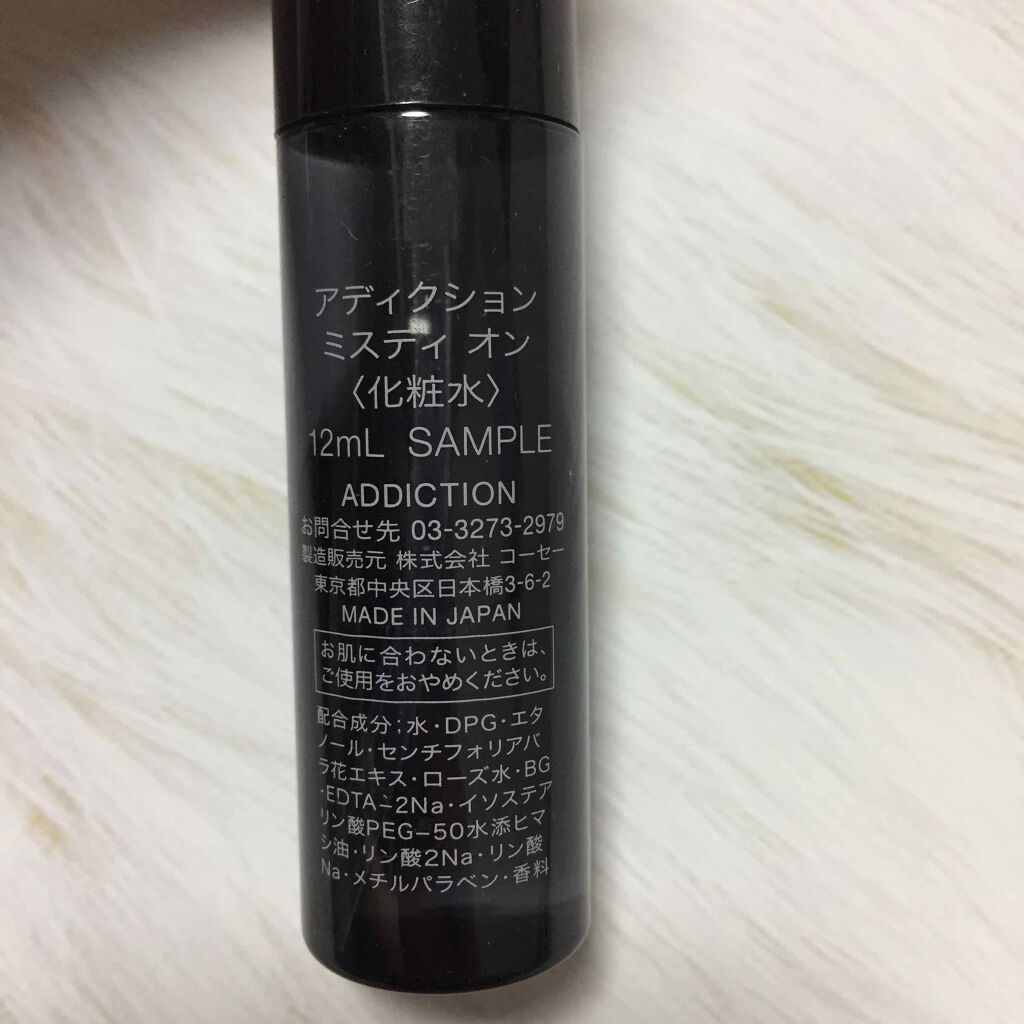 アディクション
ミスティ オン
〈化粧水〉
12mL SAMPLE
ADDICTION
お問合せ先 03-3273-2979
製造販売元 株式会社 コーセー
東京都中央区日本橋3-6-2
MADE IN JAPAN
お肌に合わないときは、
ご使用をおやめください。
配合成分;水・DPG・エタ
ノール・センチフォリアバ
ラ花エキス・ローズ水・BG
・EDTA-2Na・イソステア
リン酸PEG-50水添ヒマ
シ油・リン酸2Na・リン酸
Na・メチルパラベン・香料